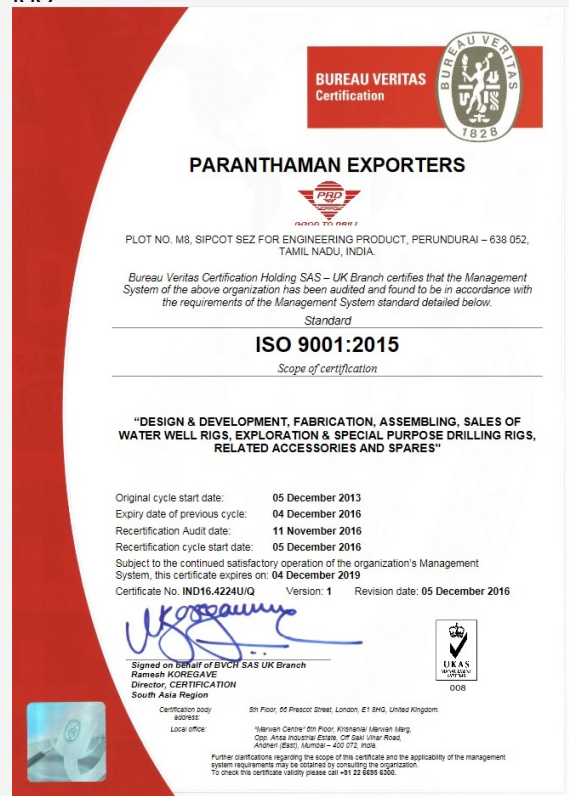 BUREAU VERITAS
Certification
BUREAU VERITAS
1828
PARANTHAMAN EXPORTERS
PRD
GOOD TO DRILL
PLOT NO. M8, SIPCOT SEZ FOR ENGINEERING PRODUCT, PERUNDURAI – 638 052,
TAMIL NADU, INDIA.
Bureau Veritas Certification Holding SAS – UK Branch certifies that the Management
System of the above organization has been audited and found to be in accordance with
the requirements of the Management System standard detailed below.
Standard
ISO 9001:2015
Scope of certification
“DESIGN & DEVELOPMENT, FABRICATION, ASSEMBLING, SALES OF
WATER WELL RIGS, EXPLORATION & SPECIAL PURPOSE DRILLING RIGS,
RELATED ACCESSORIES AND SPARES"
Original cycle start date: 05 December 2013
Expiry date of previous cycle: 04 December 2016
Recertification Audit date: 11 November 2016
Recertification cycle start date: 05 December 2016
Subject to the continued satisfactory operation of the organization's Management
System, this certificate expires on: 04 December 2019
Certificate No. IND16.4224U/Q Version: 1 Revision date: 05 December 2016
Signed on behalf of BVCH SAS UK Branch
Ramesh KOREGAVE
Director, CERTIFICATION
South Asia Region
UKAS
MANAGEMENT
SYSTEMS
008
Certification body
address:
5th Floor, 66 Prescot Street, London, E1 8HG, United Kingdom.
Local office:
"Marwah Centre" 6th Floor, Krishanlal Marwah Marg,
Opp. Ansa Industrial Estate, Off Saki Vihar Road,
Andheri (East), Mumbai – 400 072, India.
Further clarifications regarding the scope of this certificate and the applicability of the management
system requirements may be obtained by consulting the organization.
To check this certificate validity please call +91 22 6695 6300.